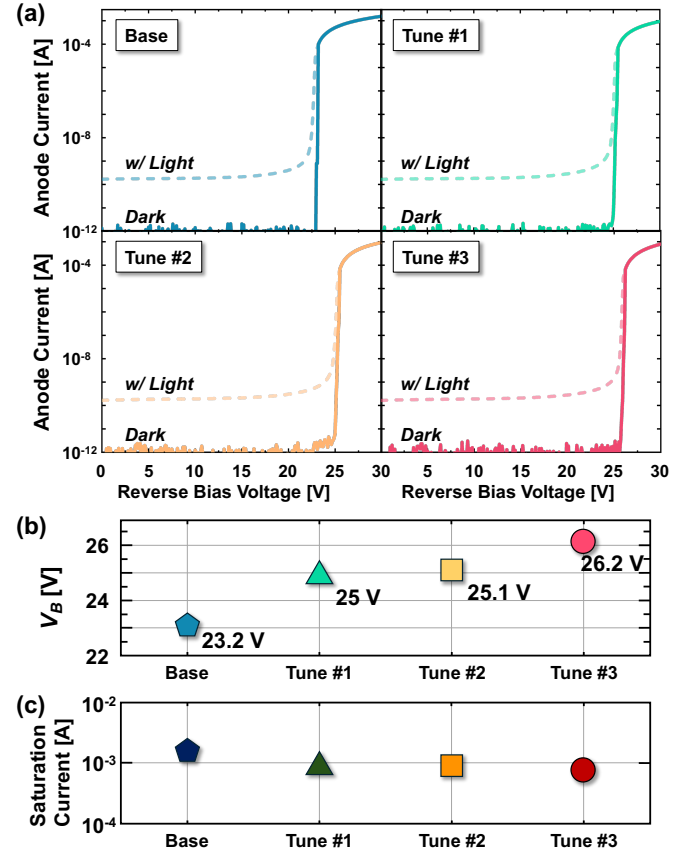 (a)
Base
Tune #1
Anode Current [A]
10⁻⁴
10⁻⁸
10⁻¹²
w/ Light
Dark
w/ Light
Dark
Tune #2
Tune #3
Anode Current [A]
10⁻⁴
10⁻⁸
10⁻¹²
w/ Light
Dark
w/ Light
Dark
0 5 10 15 20 25 30 5 10 15 20 25 30
Reverse Bias Voltage [V] Reverse Bias Voltage [V]
(b)
V_B [V]
26
25
24
23
22
23.2 V
25 V
25.1 V
26.2 V
Base Tune #1 Tune #2 Tune #3
(c)
Saturation
Current [A]
10⁻²
10⁻³
10⁻⁴
Base Tune #1 Tune #2 Tune #3